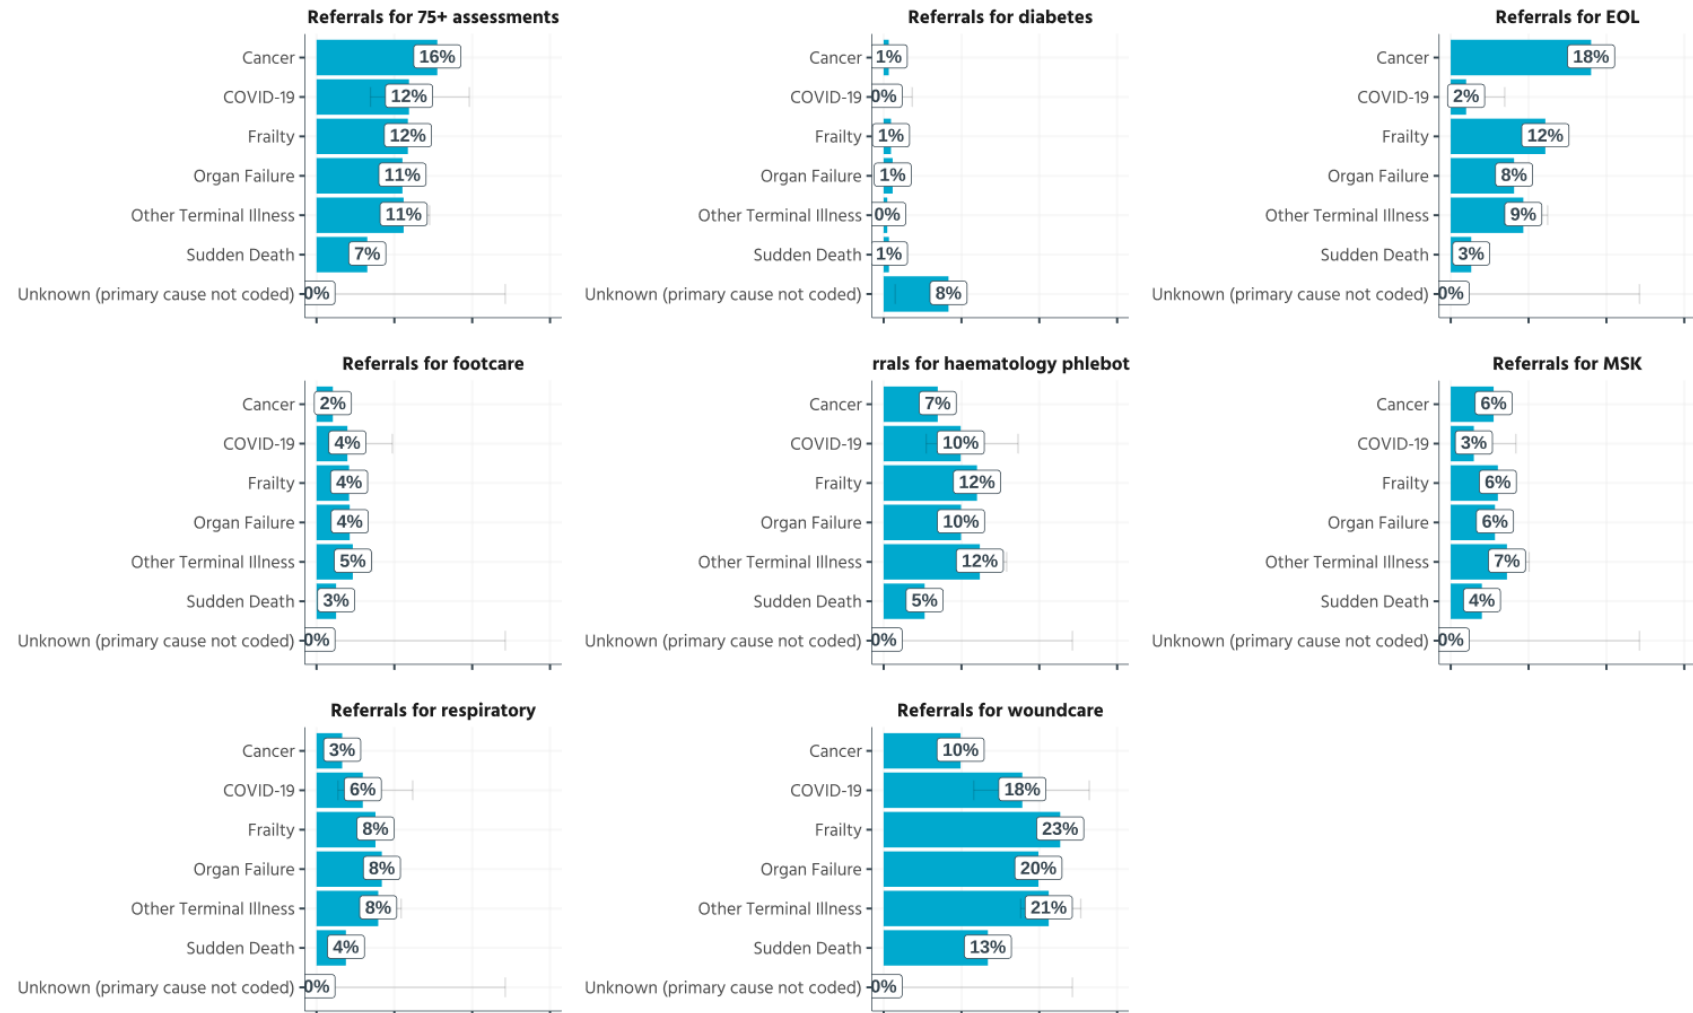 Referrals for 75+ assessments
Cancer 16%
COVID-19 12%
Frailty 12%
Organ Failure 11%
Other Terminal Illness 11%
Sudden Death 7%
Unknown (primary cause not coded) 0%
Referrals for diabetes
Cancer 1%
COVID-19 0%
Frailty 1%
Organ Failure 1%
Other Terminal Illness 0%
Sudden Death 1%
Unknown (primary cause not coded) 8%
Referrals for EOL
Cancer 18%
COVID-19 2%
Frailty 12%
Organ Failure 8%
Other Terminal Illness 9%
Sudden Death 3%
Unknown (primary cause not coded) 0%
Referrals for footcare
Cancer 2%
COVID-19 4%
Frailty 4%
Organ Failure 4%
Other Terminal Illness 5%
Sudden Death 3%
Unknown (primary cause not coded) 0%
rrals for haematology phlebot
Cancer 7%
COVID-19 10%
Frailty 12%
Organ Failure 10%
Other Terminal Illness 12%
Sudden Death 5%
Unknown (primary cause not coded) 0%
Referrals for MSK
Cancer 6%
COVID-19 3%
Frailty 6%
Organ Failure 6%
Other Terminal Illness 7%
Sudden Death 4%
Unknown (primary cause not coded) 0%
Referrals for respiratory
Cancer 3%
COVID-19 6%
Frailty 8%
Organ Failure 8%
Other Terminal Illness 8%
Sudden Death 4%
Unknown (primary cause not coded) 0%
Referrals for woundcare
Cancer 10%
COVID-19 18%
Frailty 23%
Organ Failure 20%
Other Terminal Illness 21%
Sudden Death 13%
Unknown (primary cause not coded) 0%